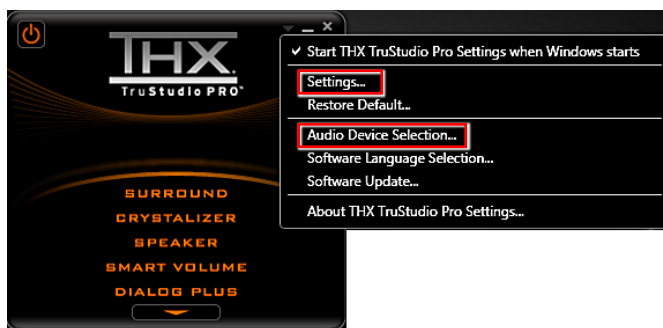 THX
TruStudio PRO™
SURROUND
CRYSTALIZER
SPEAKER
SMART VOLUME
DIALOG PLUS
Start THX TruStudio Pro Settings when Windows starts
Settings...
Restore Default...
Audio Device Selection...
Software Language Selection...
Software Update...
About THX TruStudio Pro Settings...